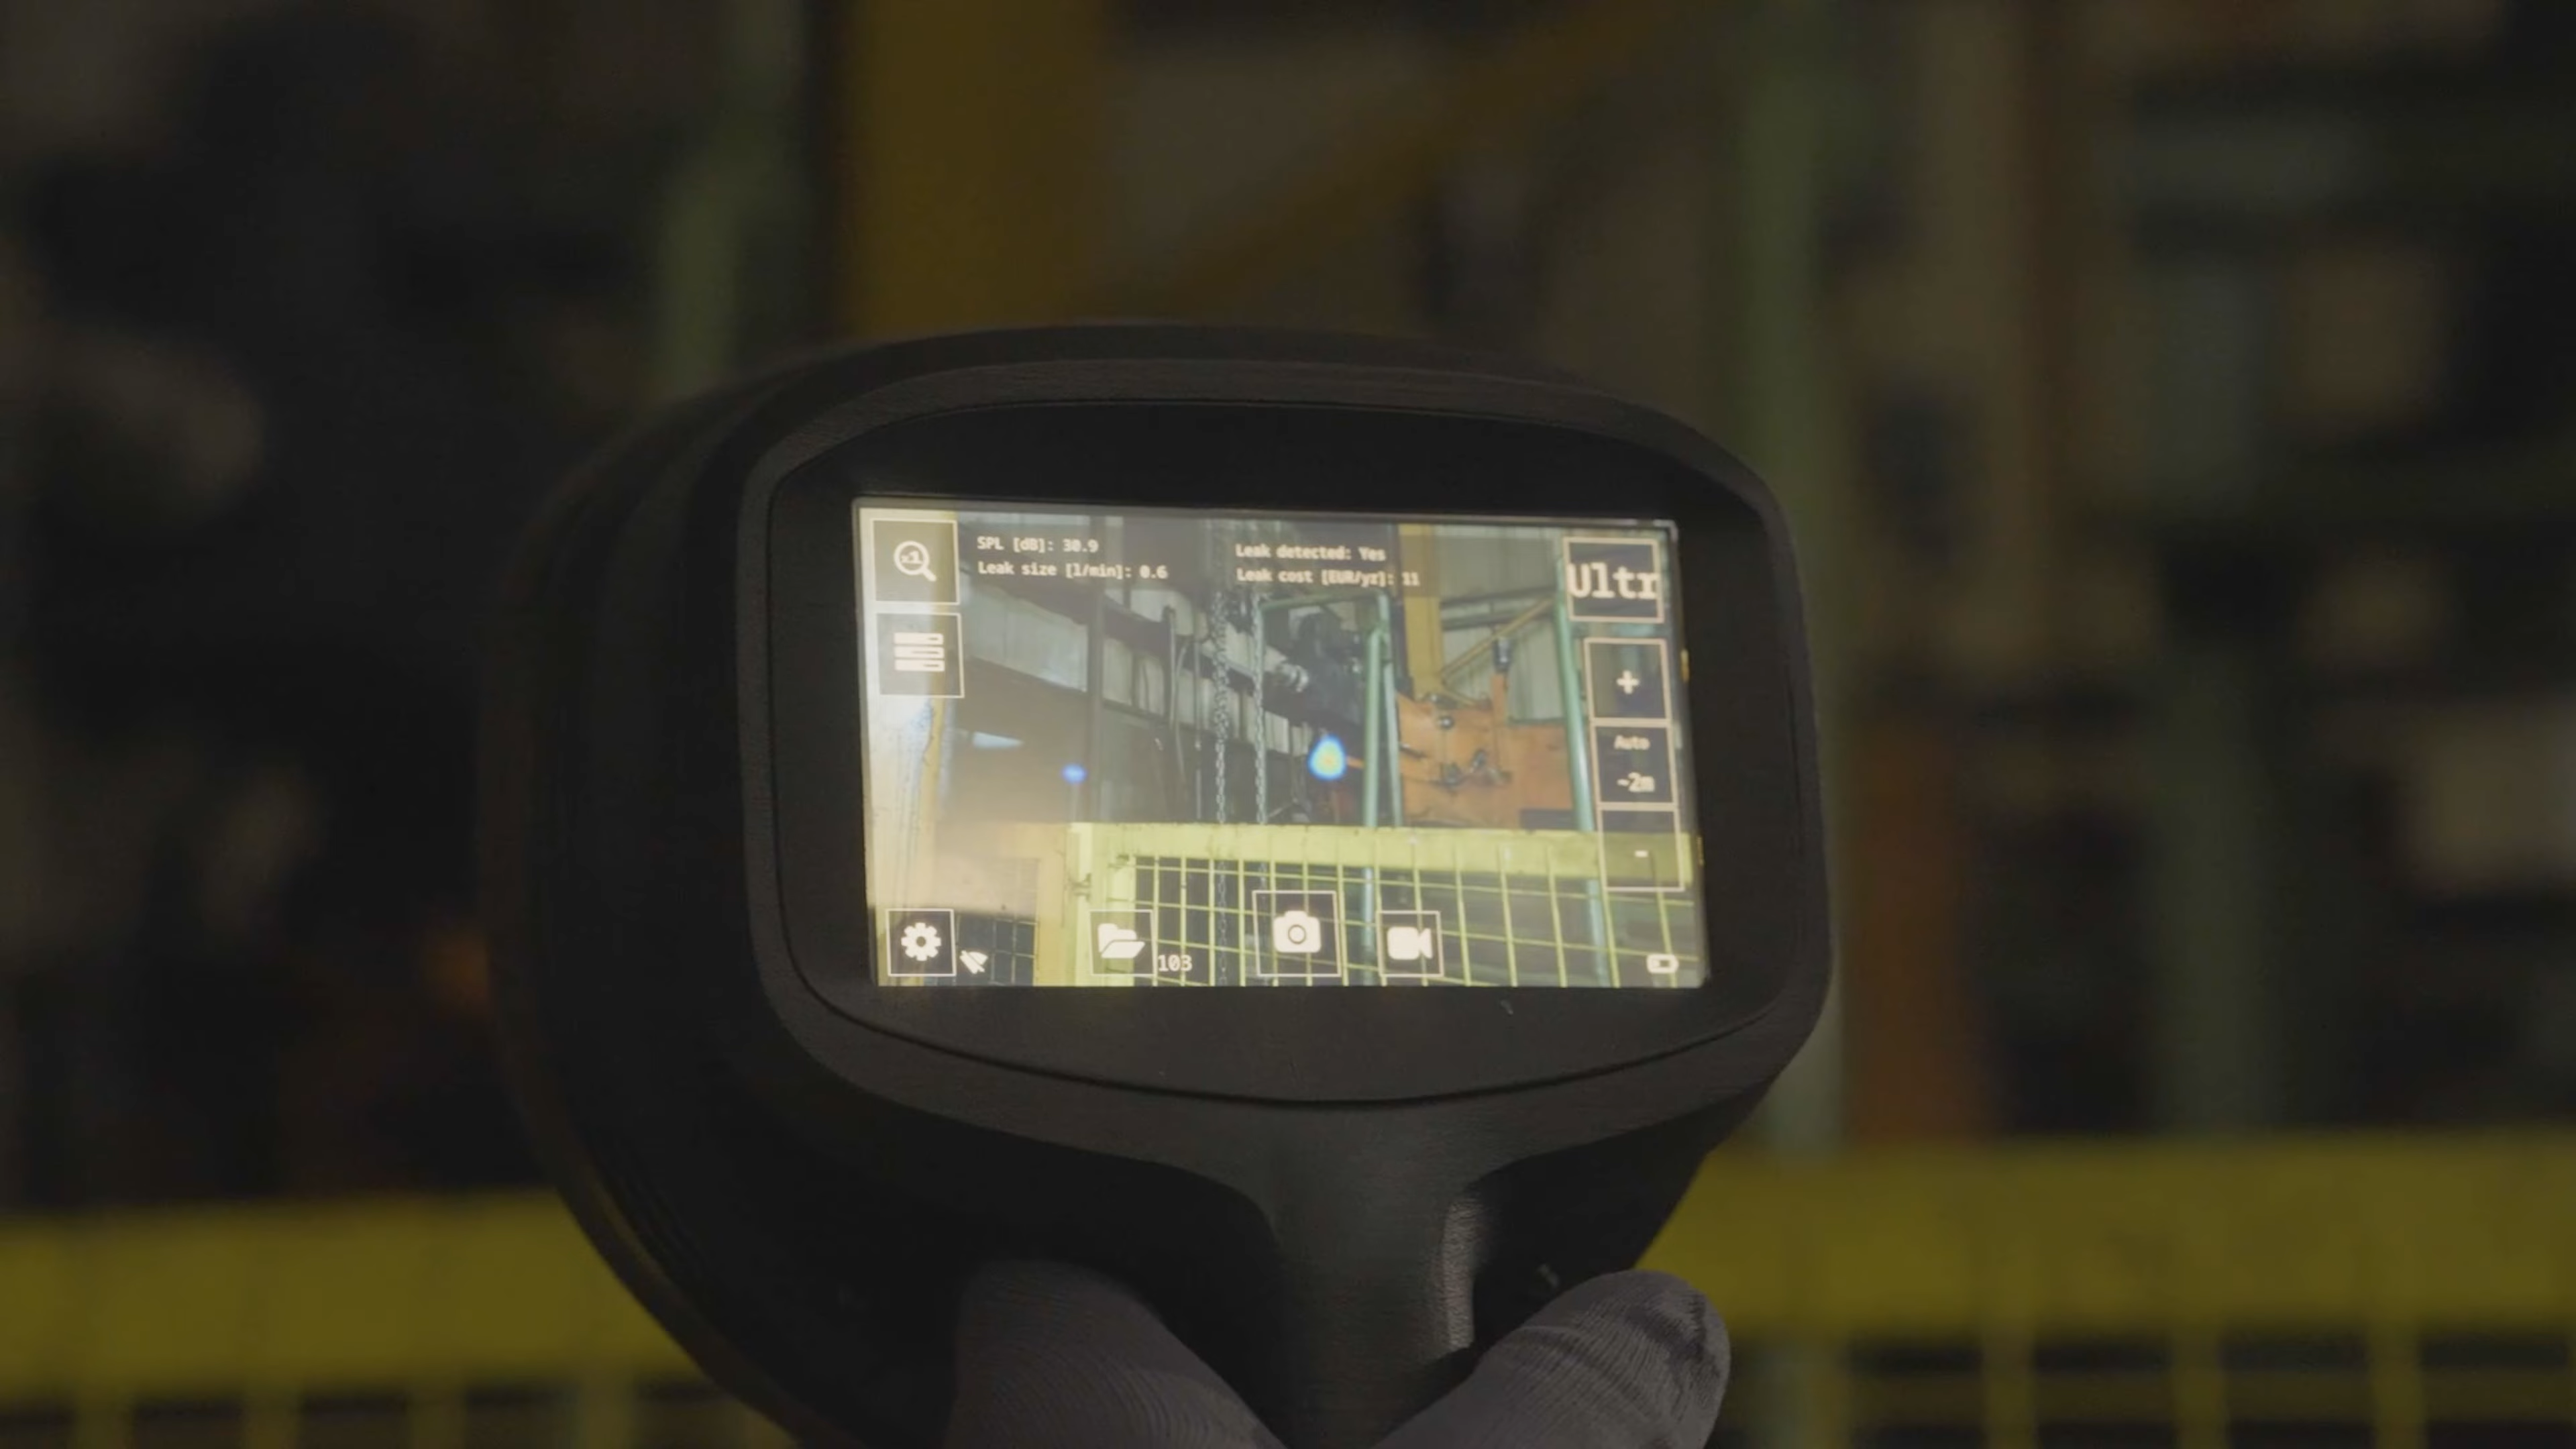 x1
SPL [dB]: 30.9
Leak size [l/min]: 0.6
Leak detected: Yes
Leak cost [EUR/yr]: 11
Ultr
+
Auto
~2m
-
103